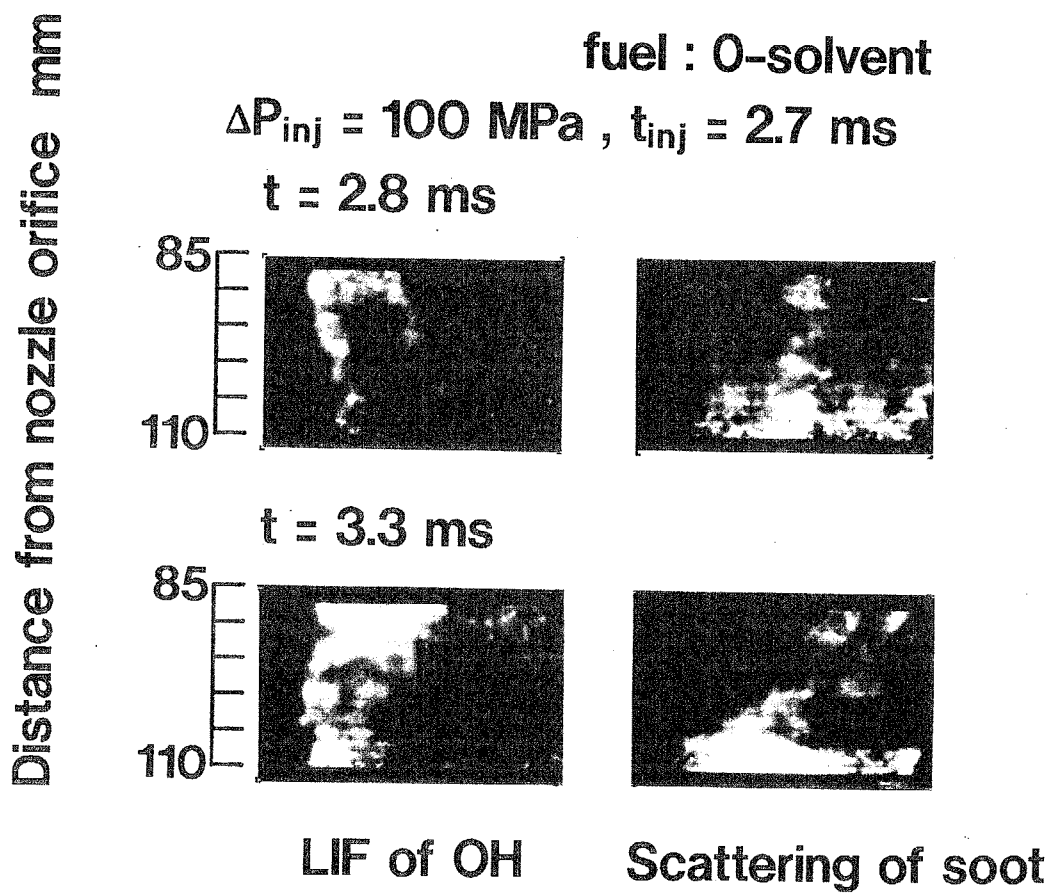 Distance from nozzle orifice mm
fuel : 0-solvent
ΔPinj = 100 MPa , tinj = 2.7 ms
t = 2.8 ms
85
110
t = 3.3 ms
85
110
LIF of OH
Scattering of soot